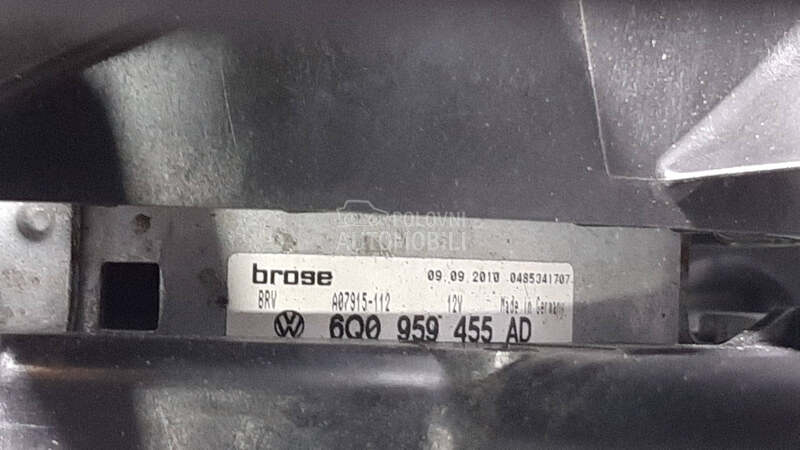 POLOVNI
AUTOMOBILI
brose 09.09.2010 .0485341707
BRV A07915-112 12V Made in Germany
6Q0 959 455 AD